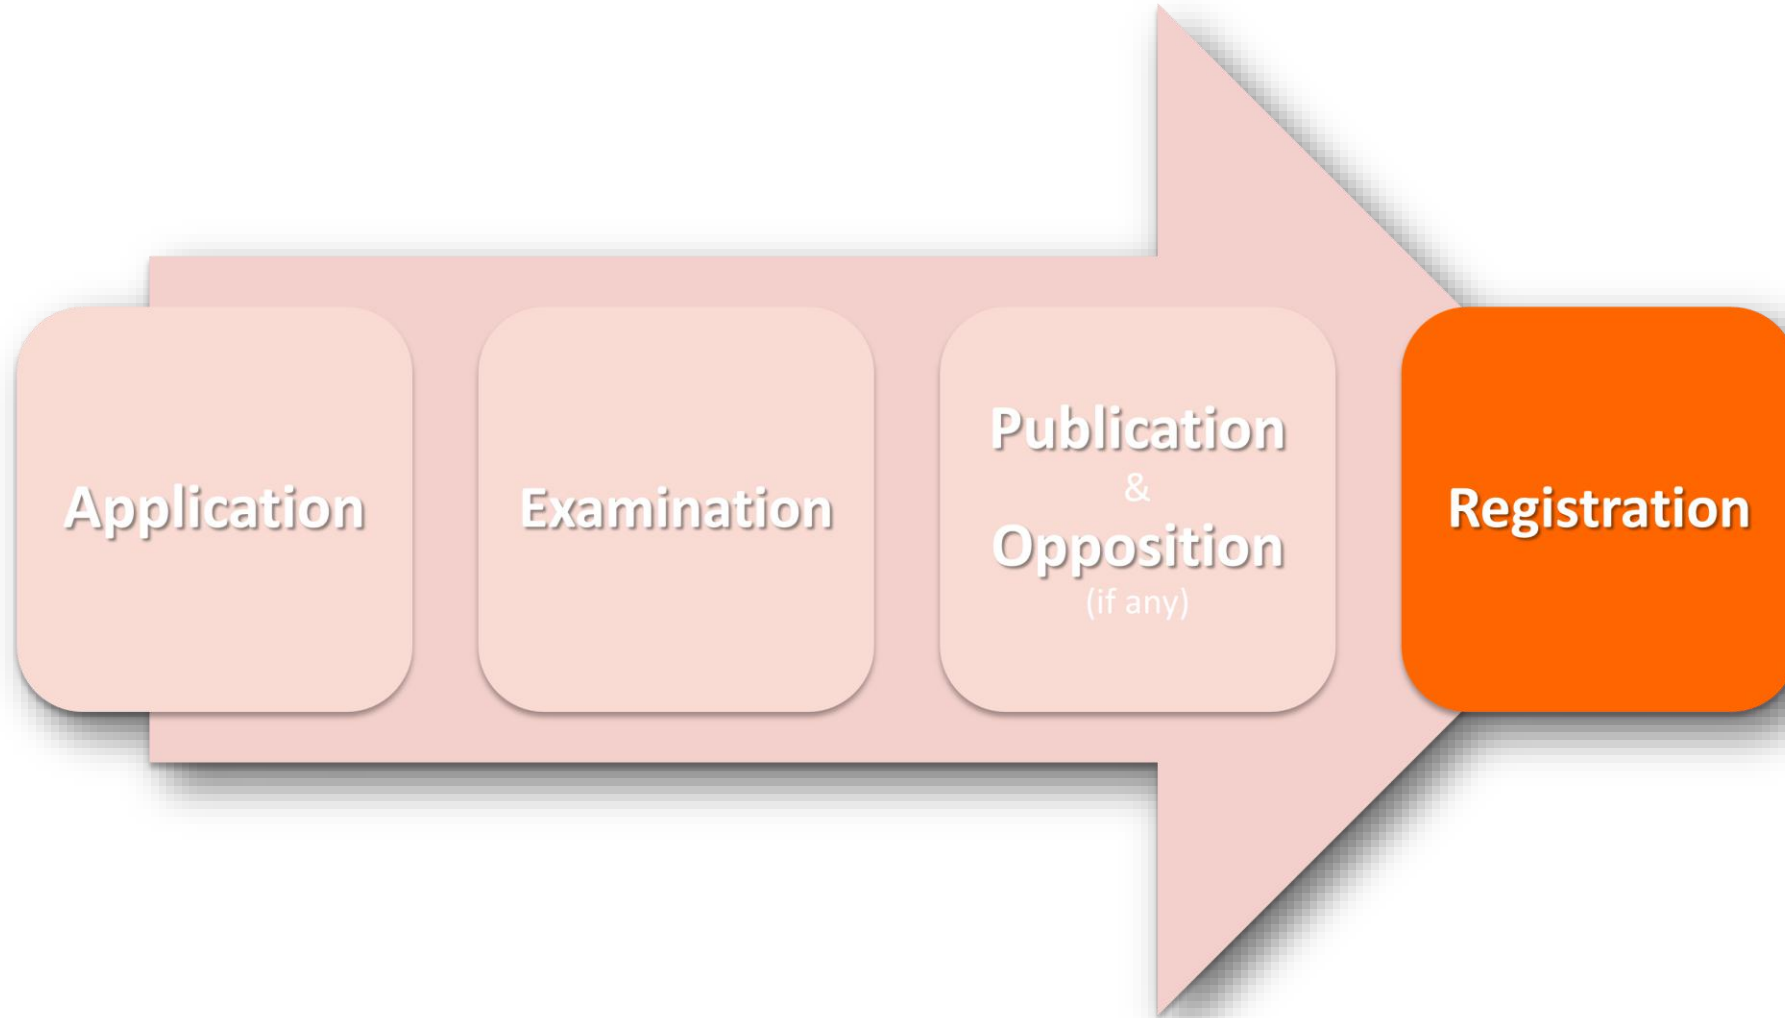 Application
Examination
Publication
&
Opposition
(if any)
Registration